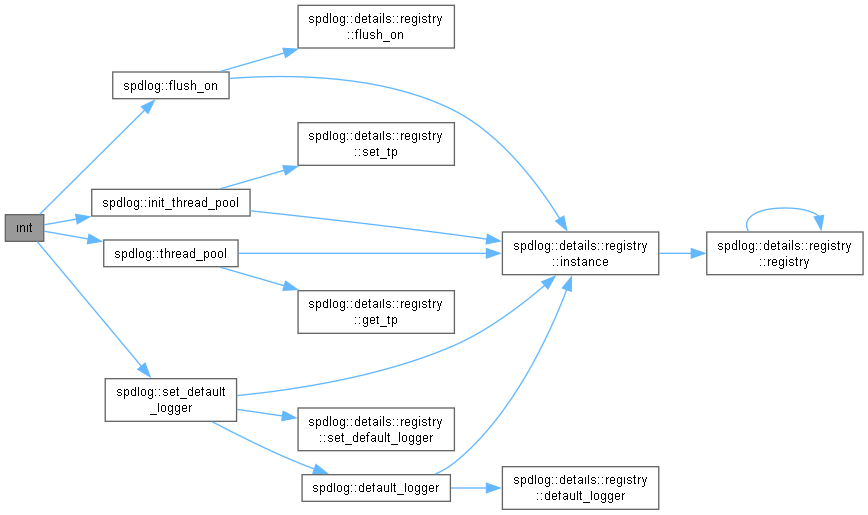 spdlog::details::registry
::flush_on
spdlog::flush_on
spdlog::details::registry
::set_tp
spdlog::init_thread_pool
init
spdlog::thread_pool
spdlog::details::registry
::instance
spdlog::details::registry
::registry
spdlog::details::registry
::get_tp
spdlog::set_default
_logger
spdlog::details::registry
::set_default_logger
spdlog::default_logger
spdlog::details::registry
::default_logger